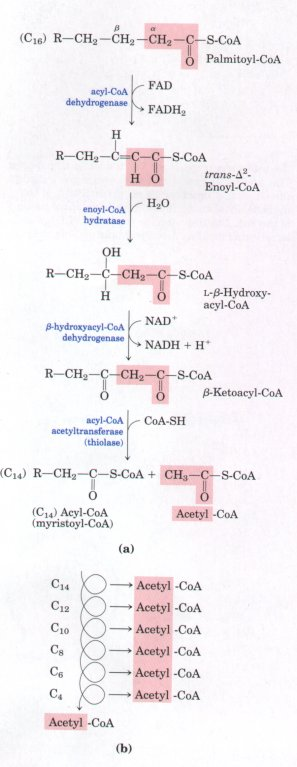 β α
(C16) R–CH2–CH2–CH2–C–S-CoA
O
Palmitoyl-CoA
acyl-CoA
dehydrogenase
FAD
FADH2
H
R–CH2–C=C–C–S-CoA
H O
trans-Δ2-
Enoyl-CoA
enoyl-CoA
hydratase
H2O
OH
R–CH2–C–CH2–C–S-CoA
H O
L-β-Hydroxy-
acyl-CoA
β-hydroxyacyl-CoA
dehydrogenase
NAD+
NADH + H+
R–CH2–C–CH2–C–S-CoA
O O
β-Ketoacyl-CoA
acyl-CoA
acetyltransferase
(thiolase)
CoA-SH
(C14) R–CH2–C–S-CoA + CH3–C–S-CoA
O O
(C14) Acyl-CoA
(myristoyl-CoA)
Acetyl -CoA
(a)
C14 Acetyl -CoA
C12 Acetyl -CoA
C10 Acetyl -CoA
C8 Acetyl -CoA
C6 Acetyl -CoA
C4 Acetyl -CoA
Acetyl -CoA
(b)